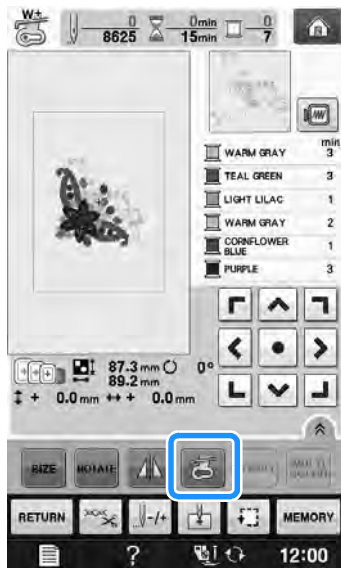 W+
0 0min 0
8625 15min 7
min
WARM GRAY 3
TEAL GREEN 3
LIGHT LILAC 1
WARM GRAY 2
CORNFLOWER
BLUE 1
PURPLE 3
87.3 mm 0°
89.2 mm
+ 0.0 mm + 0.0 mm
SIZE ROTATE
RETURN -/+ MEMORY
? 12:00